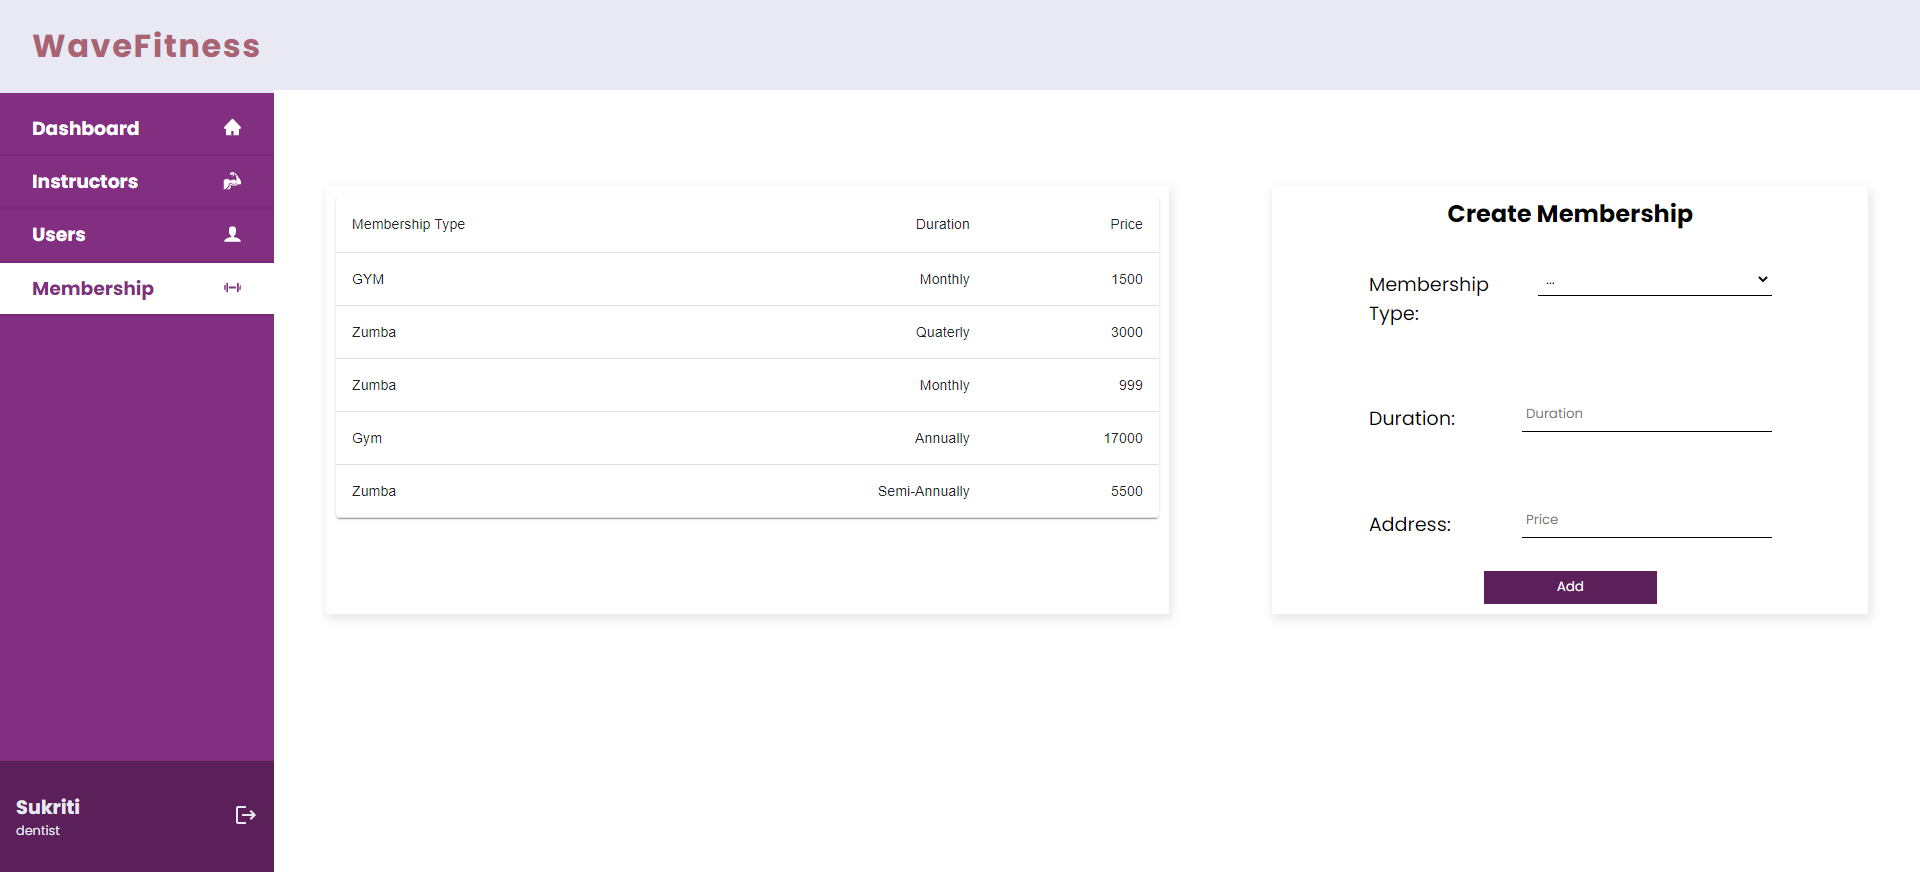 WaveFitness
Dashboard
Instructors
Users
Membership
Sukriti
dentist
Membership Type Duration Price
GYM Monthly 1500
Zumba Quaterly 3000
Zumba Monthly 999
Gym Annually 17000
Zumba Semi-Annually 5500
Create Membership
Membership ...
Type:
Duration: Duration
Address: Price
Add